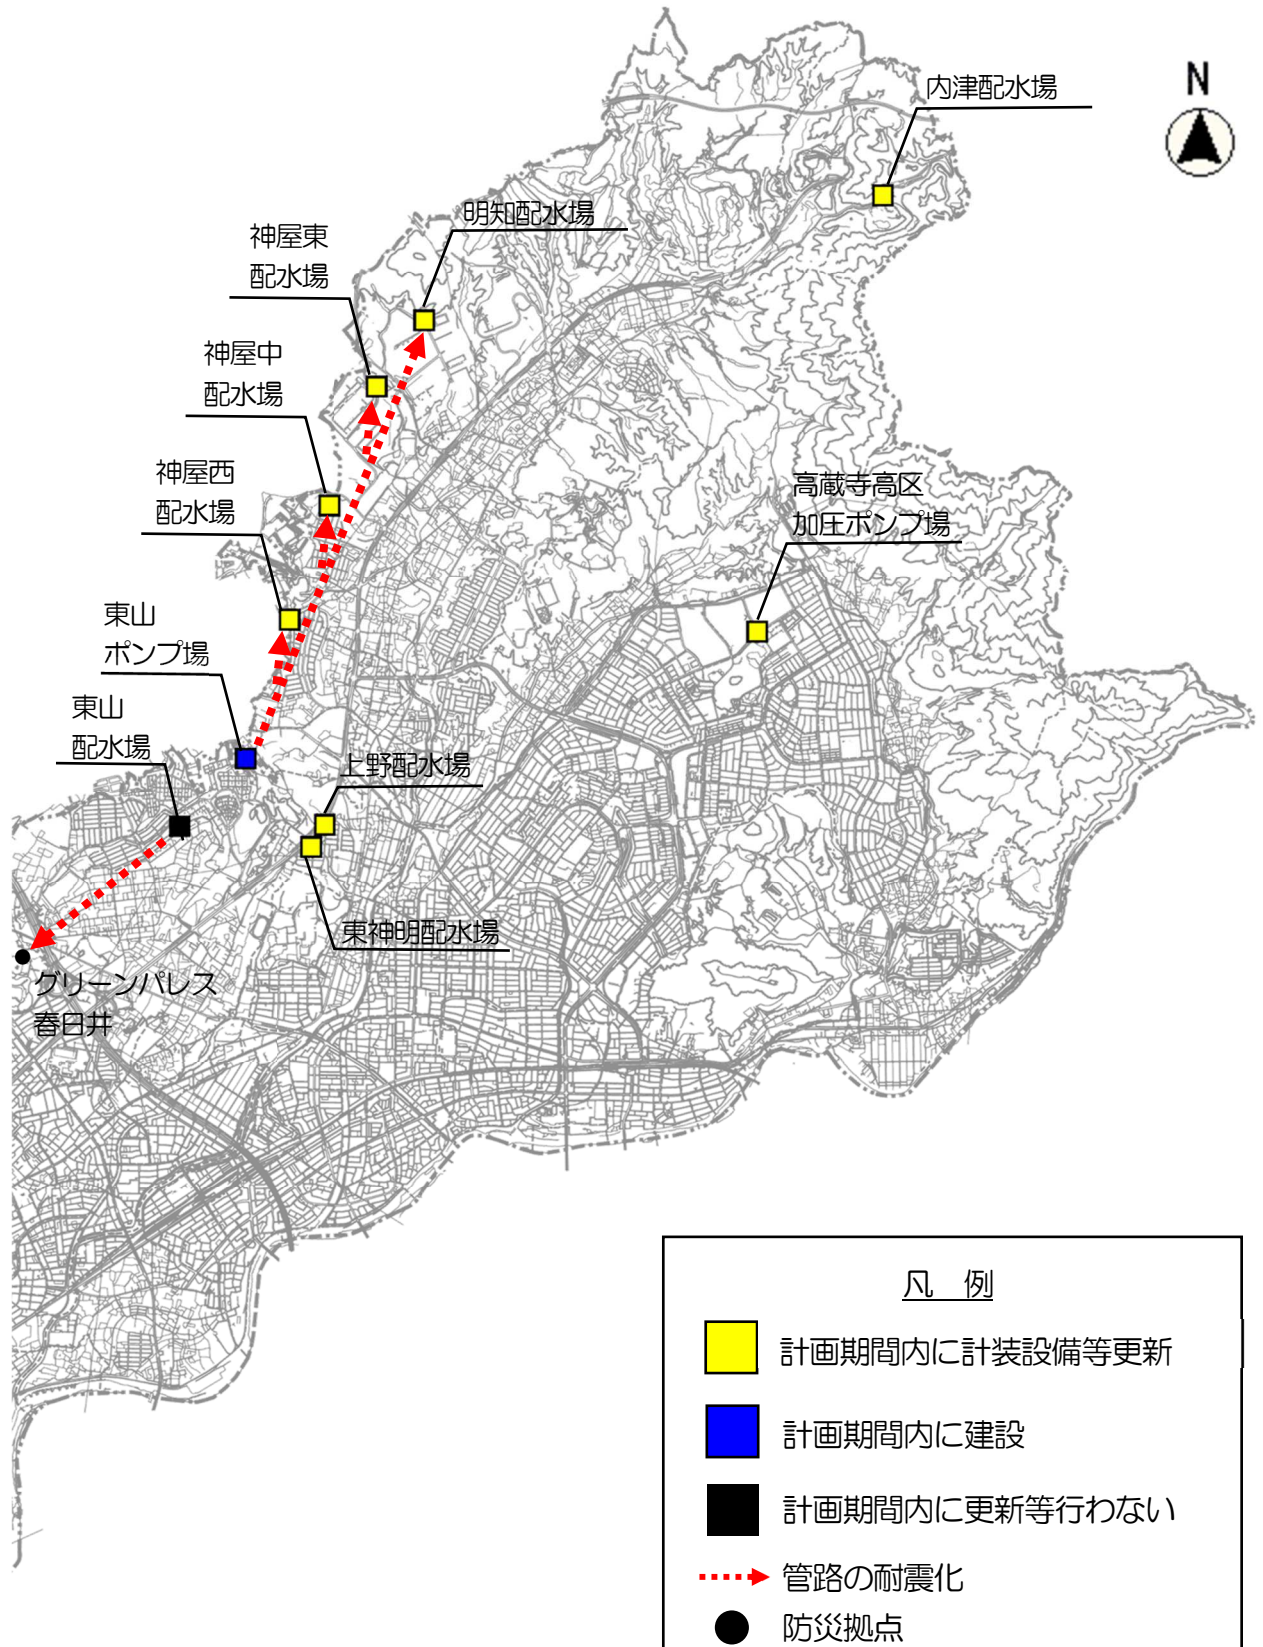 N
内津配水場
明知配水場
神屋東
配水場
神屋中
配水場
神屋西
配水場
高蔵寺高区
加圧ポンプ場
東山
ポンプ場
東山
配水場
上野配水場
東神明配水場
グリーンパレス
春日井
凡 例
計画期間内に計装設備等更新
計画期間内に建設
計画期間内に更新等行わない
管路の耐震化
防災拠点